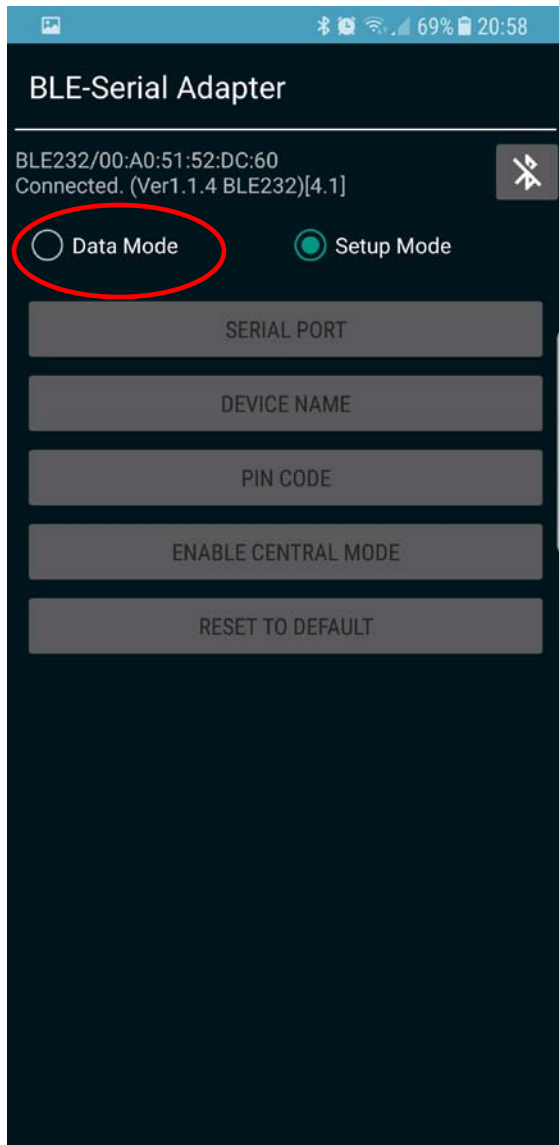 69% 20:58
BLE-Serial Adapter
BLE232/00:A0:51:52:DC:60
Connected. (Ver1.1.4 BLE232)[4.1]
Data Mode Setup Mode
SERIAL PORT
DEVICE NAME
PIN CODE
ENABLE CENTRAL MODE
RESET TO DEFAULT